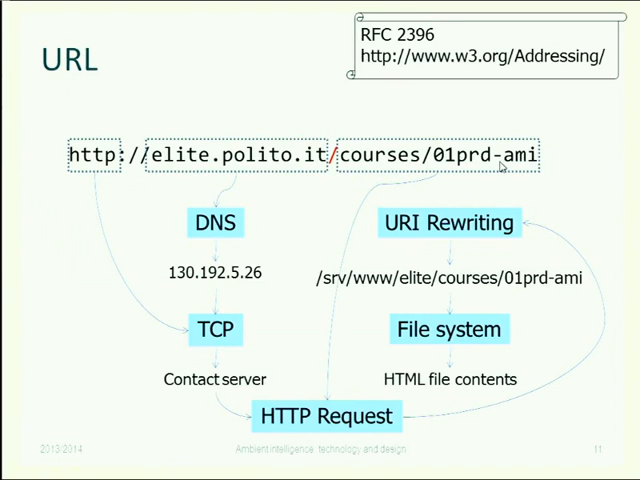 URL
RFC 2396
http://www.w3.org/Addressing/
http://elite.polito.it/courses/01prd-ami
DNS
URI Rewriting
130.192.5.26
/srv/www/elite/courses/01prd-ami
TCP
File system
Contact server
HTML file contents
HTTP Request
2013/2014
Ambient intelligence: technology and design
11